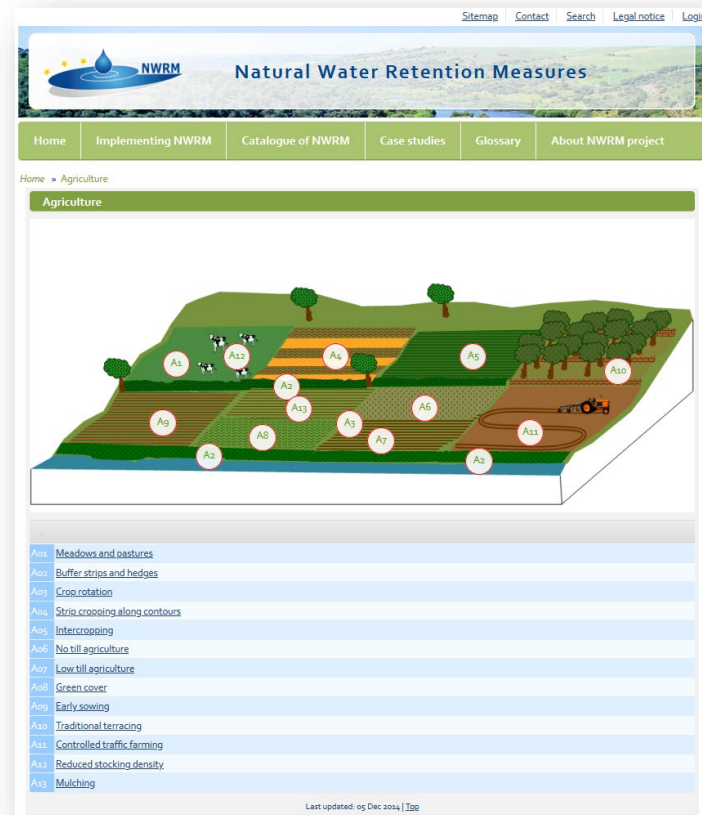 Sitemap Contact Search Legal notice Login
NWRM
Natural Water Retention Measures
Home Implementing NWRM Catalogue of NWRM Case studies Glossary About NWRM project
Home » Agriculture
Agriculture
A1 A12 A4 A5 A10
A2
A13 A6
A9 A8 A3 A7 A11
A2 A2
A01 Meadows and pastures
A02 Buffer strips and hedges
A03 Crop rotation
A04 Strip cropping along contours
A05 Intercropping
A06 No till agriculture
A07 Low till agriculture
A08 Green cover
A09 Early sowing
A10 Traditional terracing
A11 Controlled traffic farming
A12 Reduced stocking density
A13 Mulching
Last updated: 05 Dec 2014 | Top